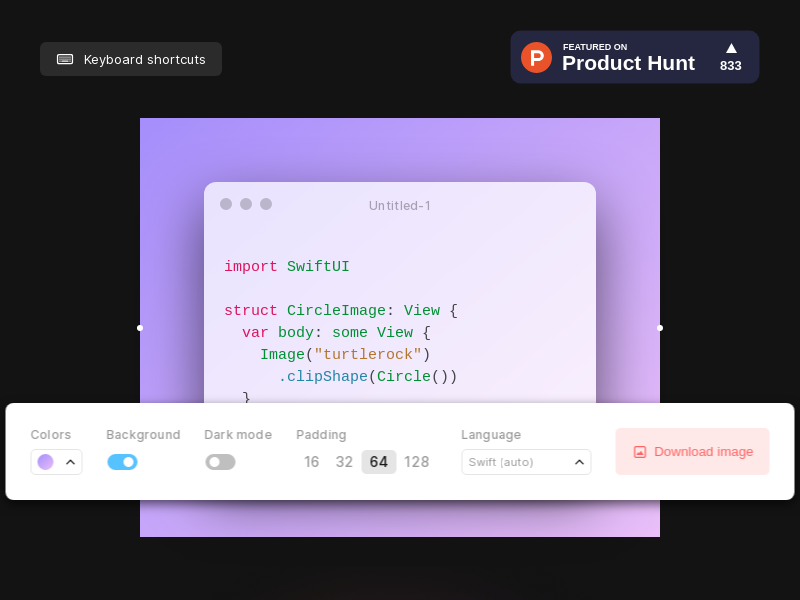 Keyboard shortcuts
FEATURED ON
Product Hunt
833
Untitled-1
import SwiftUI
struct CircleImage: View {
var body: some View {
Image("turtlerock")
.clipShape(Circle())
}
Colors
Background
Dark mode
Padding
16 32 64 128
Language
Swift (auto)
Download image